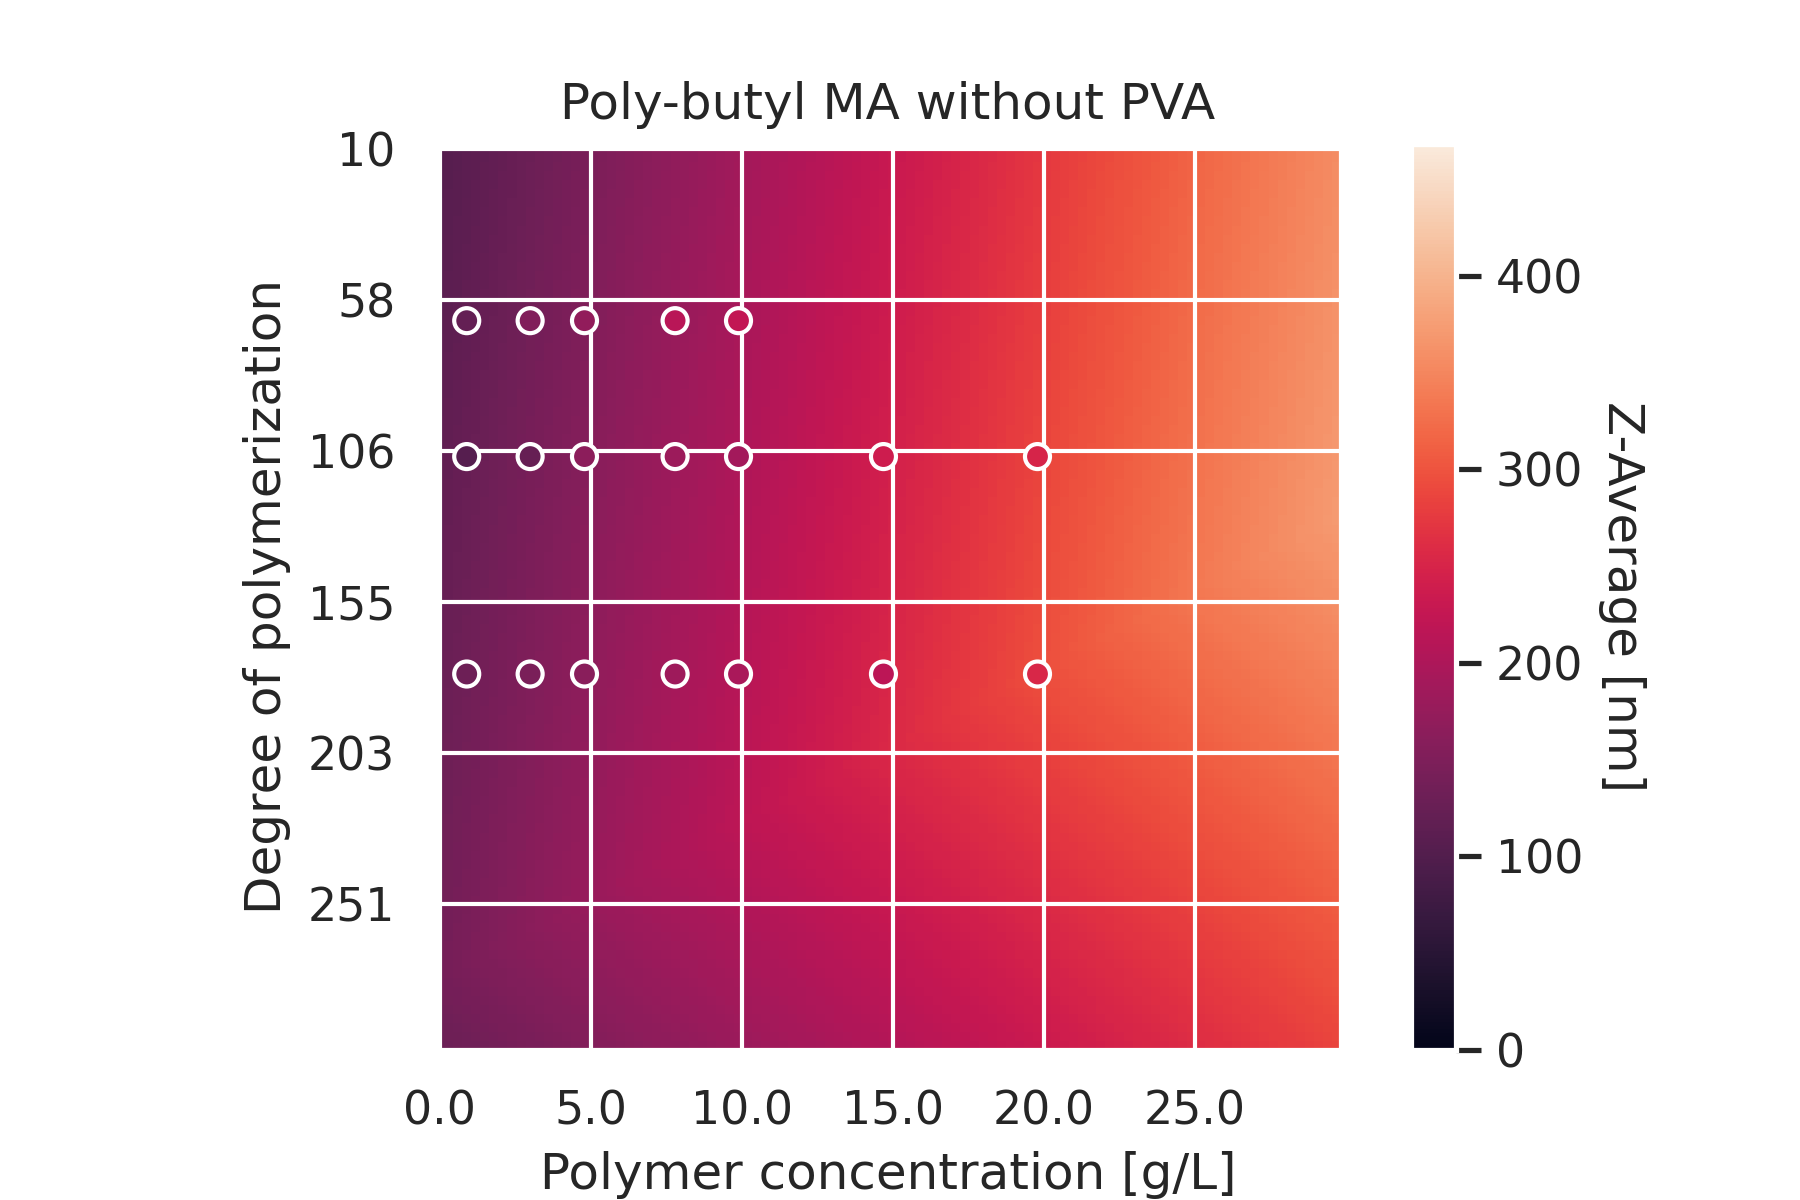 Poly-butyl MA without PVA
10
58
106
155
203
251
Degree of polymerization
0.0 5.0 10.0 15.0 20.0 25.0
Polymer concentration [g/L]
400
300
200
100
0
Z-Average [nm]